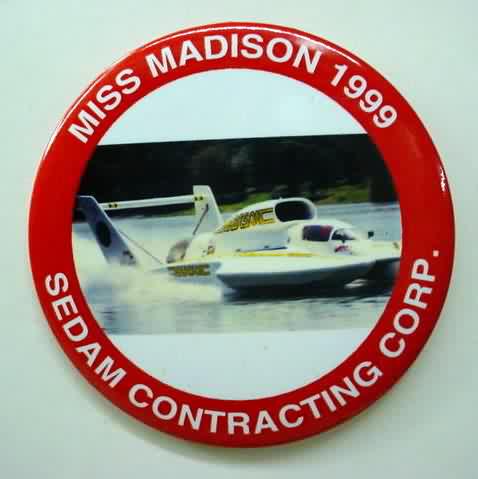 MISS MADISON 1999
SEDAM CONTRACTING CORP.